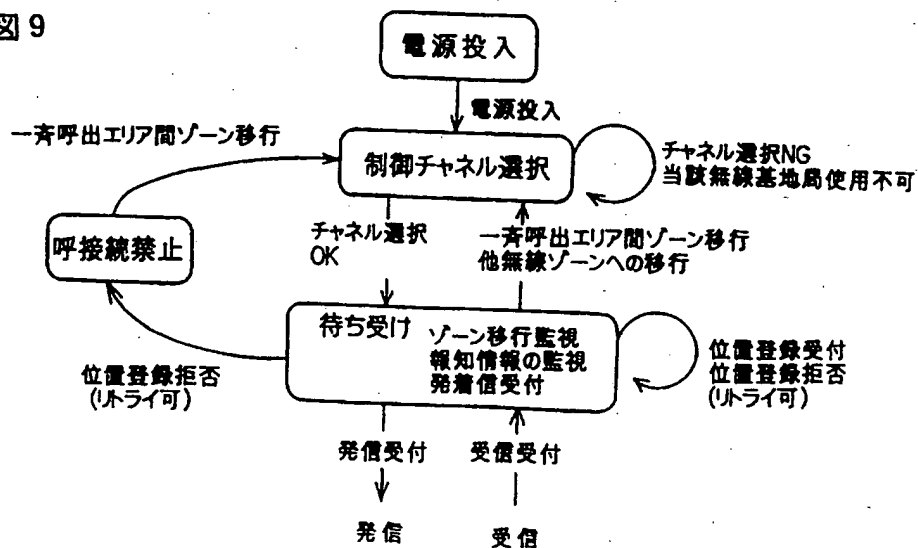 図9
電源投入
電源投入
一斉呼出エリア間ゾーン移行
制御チャネル選択
チャネル選択NG
当該無線基地局使用不可
チャネル選択
OK
一斉呼出エリア間ゾーン移行
他無線ゾーンへの移行
呼接続禁止
待ち受け
ゾーン移行監視
報知情報の監視
発着信受付
位置登録受付
位置登録拒否
(リトライ可)
位置登録拒否
(リトライ可)
発信受付
受信受付
発信
受信